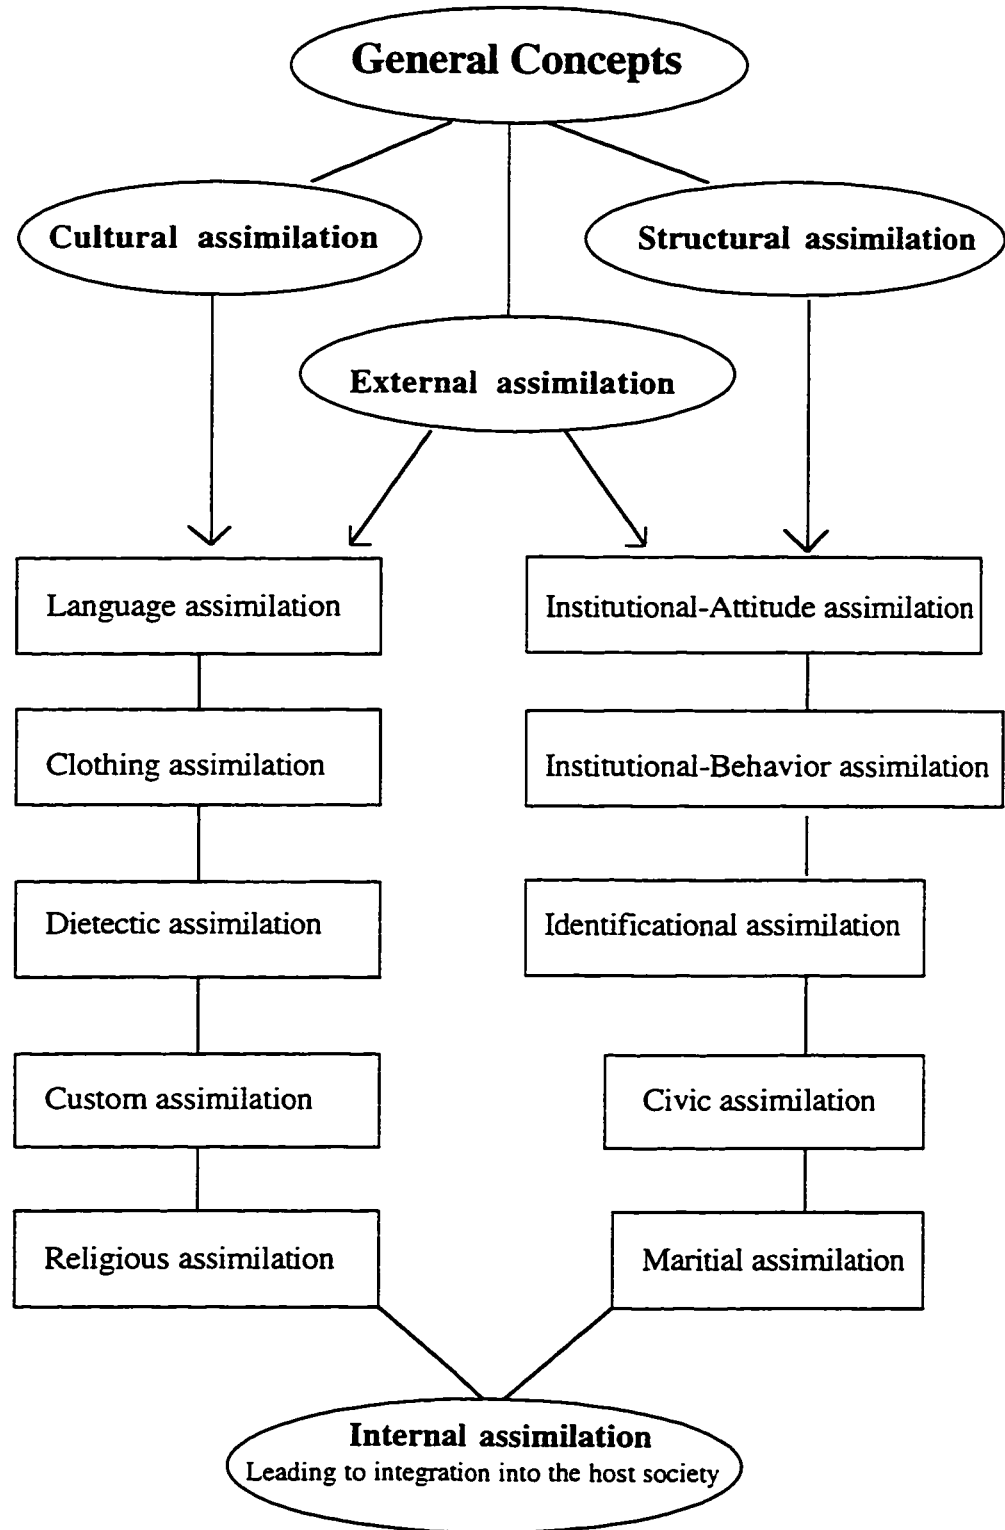 General Concepts
Cultural assimilation
Structural assimilation
External assimilation
Language assimilation
Institutional-Attitude assimilation
Clothing assimilation
Institutional-Behavior assimilation
Dietectic assimilation
Identificational assimilation
Custom assimilation
Civic assimilation
Religious assimilation
Maritial assimilation
Internal assimilation
Leading to integration into the host society